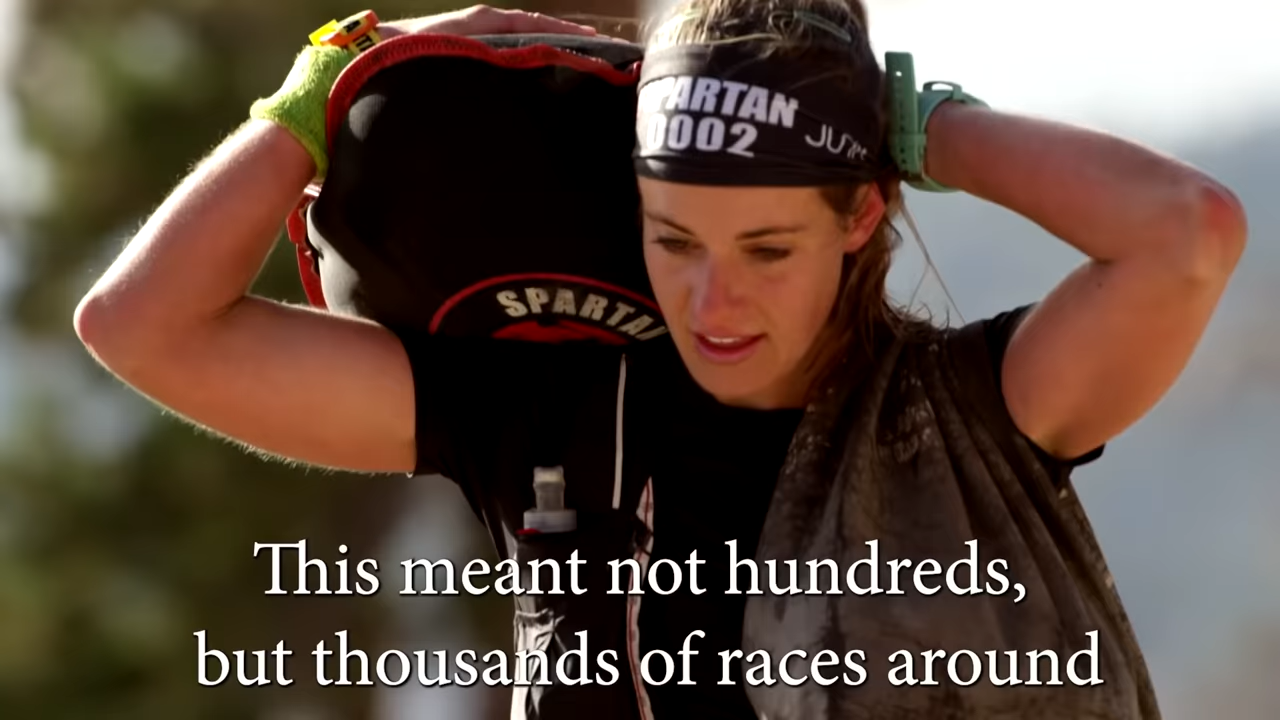 SPARTAN
0002
SPARTA
This meant not hundreds,
but thousands of races around